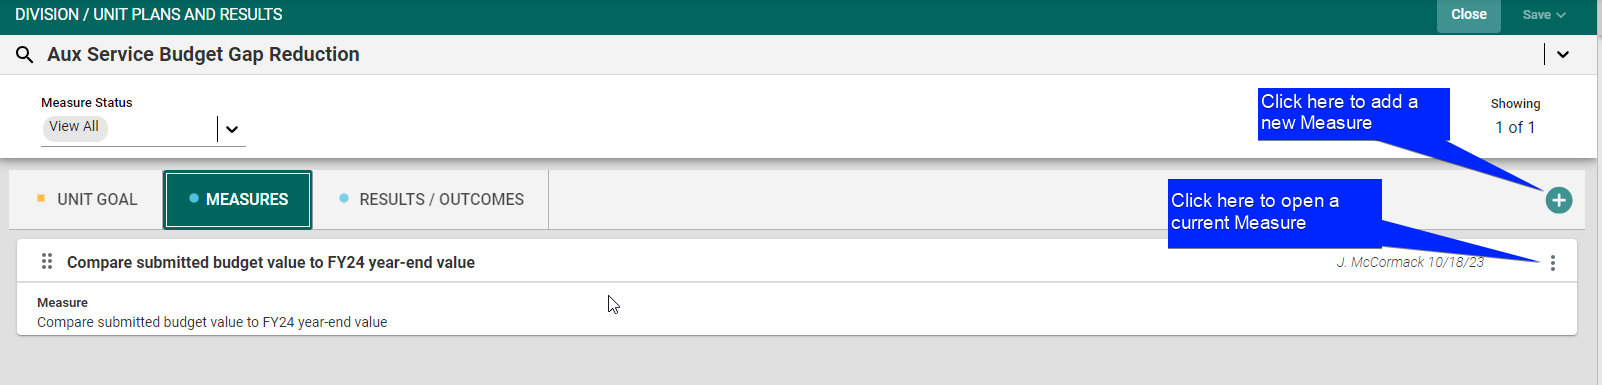 DIVISION / UNIT PLANS AND RESULTS
Close
Save
Aux Service Budget Gap Reduction
Measure Status
View All
Click here to add a
new Measure
Showing
1 of 1
UNIT GOAL
MEASURES
RESULTS / OUTCOMES
Click here to open a
current Measure
Compare submitted budget value to FY24 year-end value
J. McCormack 10/18/23
Measure
Compare submitted budget value to FY24 year-end value